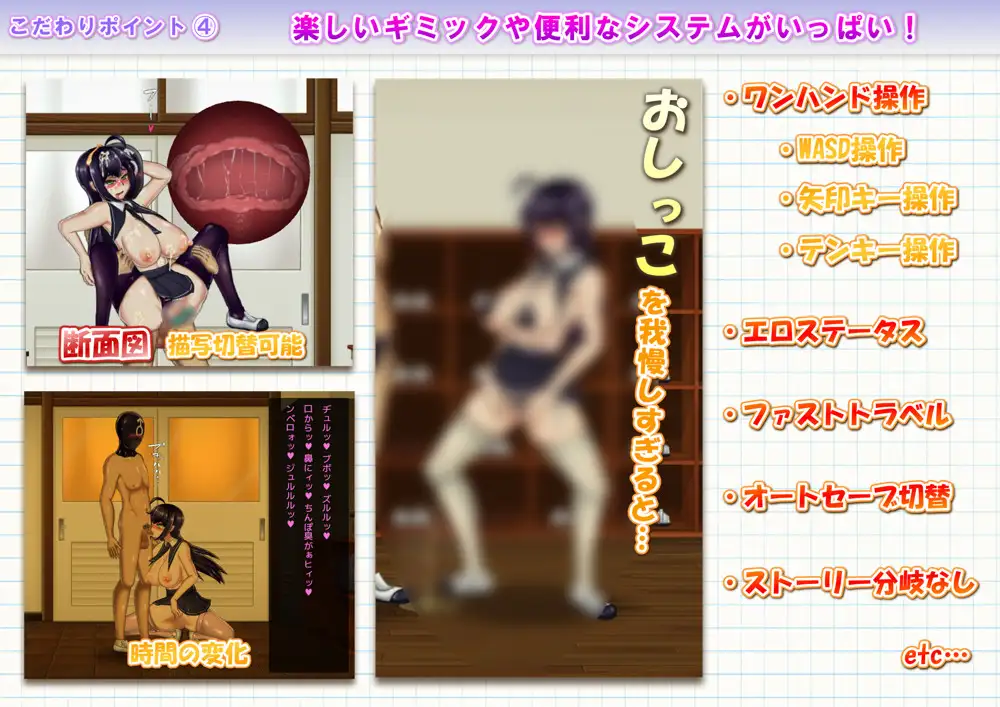 こだわりポイント④
楽しいギミックや便利なシステムがいっぱい！
断面図
描写切替可能
ヂュルッ♥ブボッ♥ズルルッ♥
口からッ♥鼻にィッ♥ちんぽ臭がぁヒィッ♥
ンベロォッ♥ジュルルルッ♥
時間の変化
おしっこ
を我慢しすぎると…
・ワンハンド操作
・WASD操作
・矢印キー操作
・テンキー操作
・エロステータス
・ファストトラベル
・オートセーブ切替
・ストーリー分岐なし
etc…